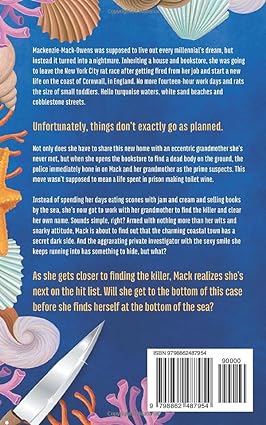 Mackenzie-Mack-Owens was supposed to live out every millennial's dream, but
instead it turned into a nightmare. Inheriting a house and bookstore, she was going
to leave the New York City rat race after getting fired from her job and start a new
life on the coast of Cornwall, in England. No more fourteen-hour work days and rats
the size of small toddlers. Hello turquoise waters, white sand beaches and
cobblestone streets.
Unfortunately, things don't exactly go as planned.
Not only does she have to share this new home with an eccentric grandmother she's
never met, but when she opens the bookstore to find a dead body on the ground, the
police immediately hone in on Mack and her grandmother as the prime suspects. This
move wasn't supposed to mean a life spent in prison making toilet wine.
Instead of spending her days eating scones with jam and cream and selling books
by the sea, she's now got to work with her grandmother to find the killer and clear
her own name. Sounds simple, right? Armed with nothing more than her wits and
snarky attitude, Mack is about to find out that the charming coastal town has a
secret dark side. And the aggravating private investigator with the sexy smile she
keeps running into has something to hide, but what?
As she gets closer to finding the killer, Mack realizes she's
next on the hit list. Will she get to the bottom of this case
before she finds herself at the bottom of the sea?
ISBN 9798862487954
90000
9 798862 487954